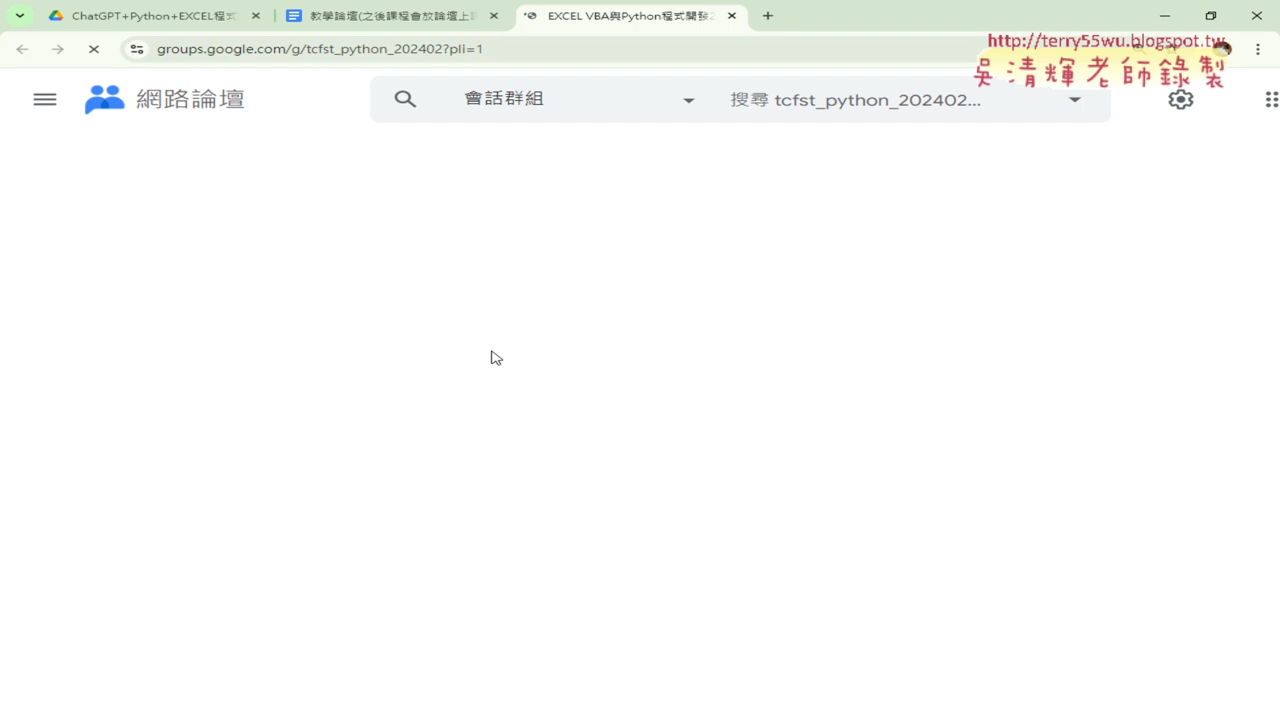 ChatGPT+Python+EXCEL程式
教學論壇(之後課程會放論壇上
EXCEL VBA與Python程式開發2
groups.google.com/g/tcfst_python_202402?pli=1
http://terry55wu.blogspot.tw
吳清輝老師錄製
網路論壇
會話群組
搜尋 tcfst_python_202402...